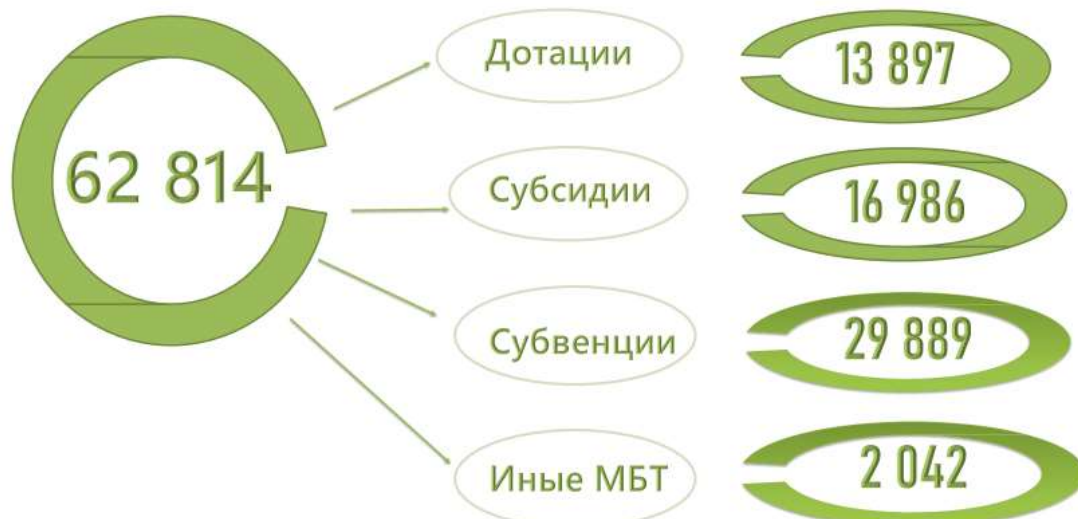 62 814
Дотации
13 897
Субсидии
16 986
Субвенции
29 889
Иные МБТ
2 042